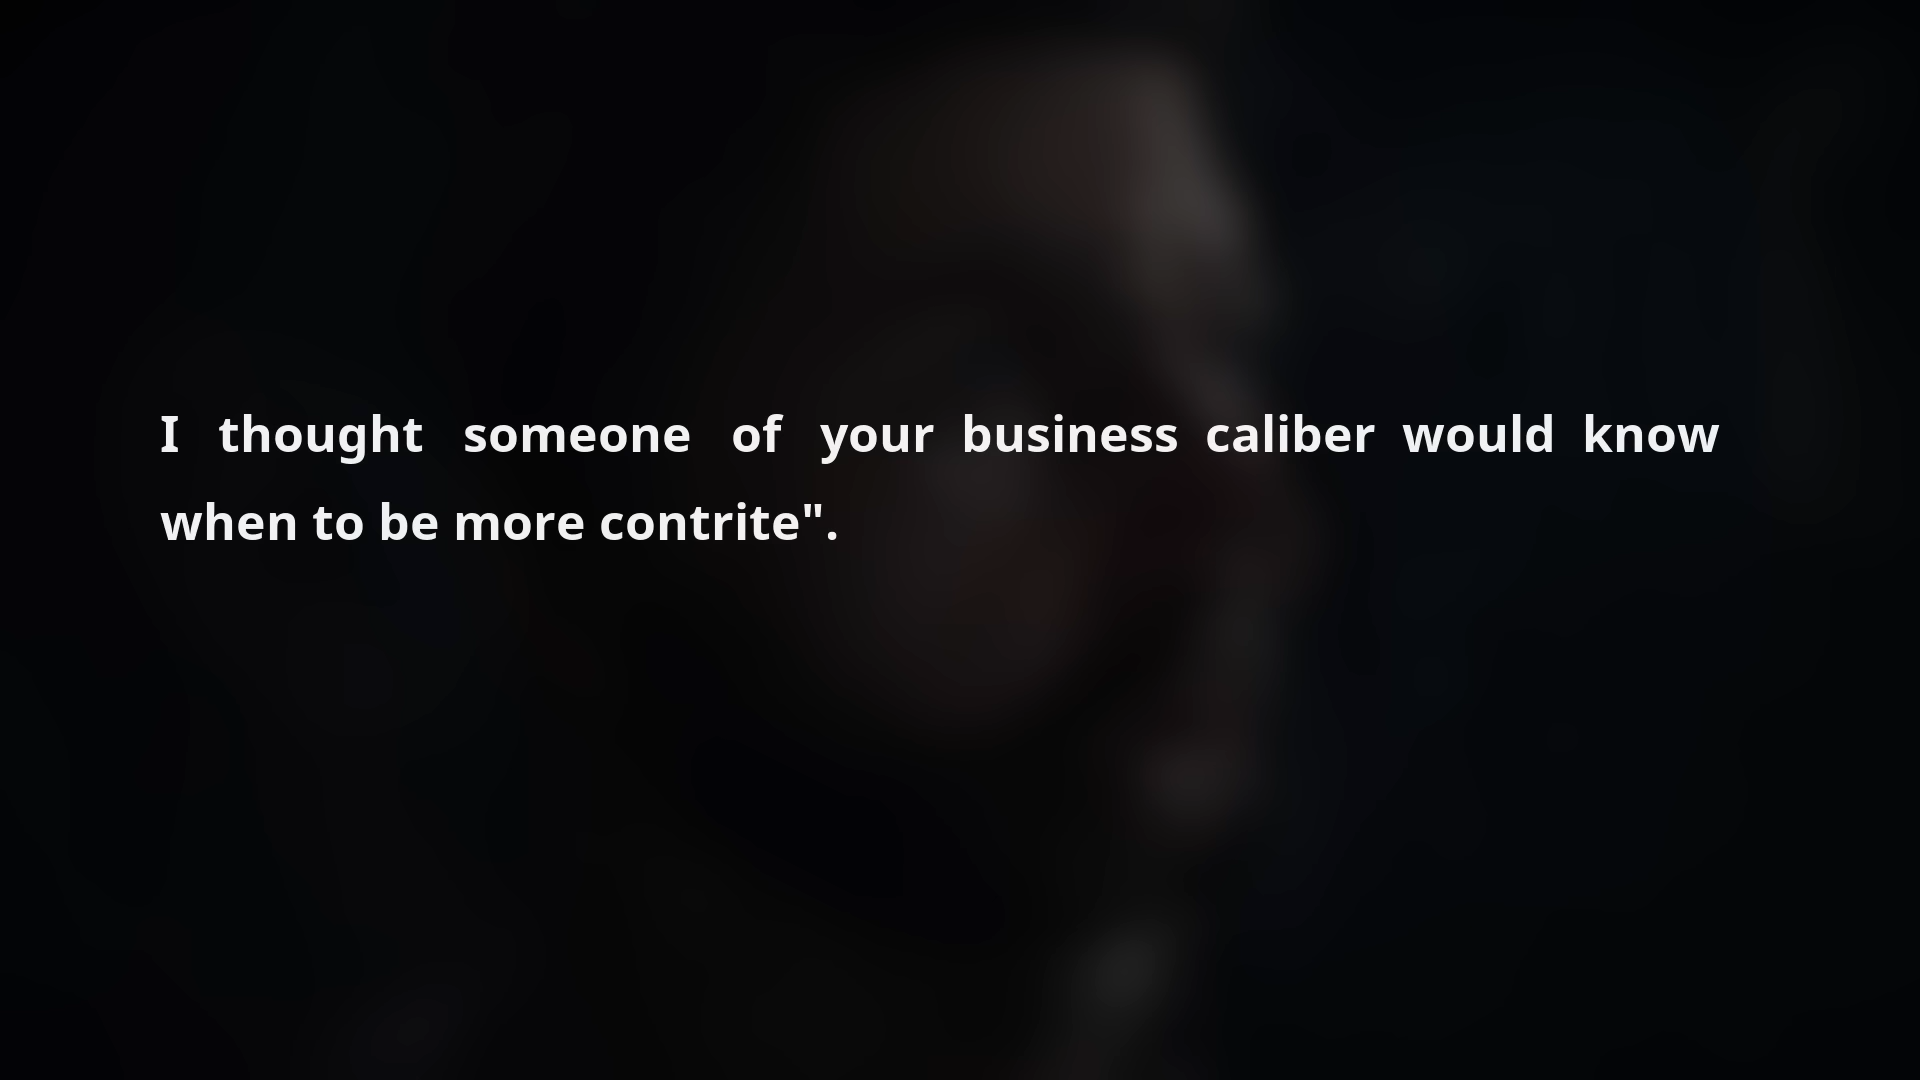 I thought someone of your business caliber would know
when to be more contrite".